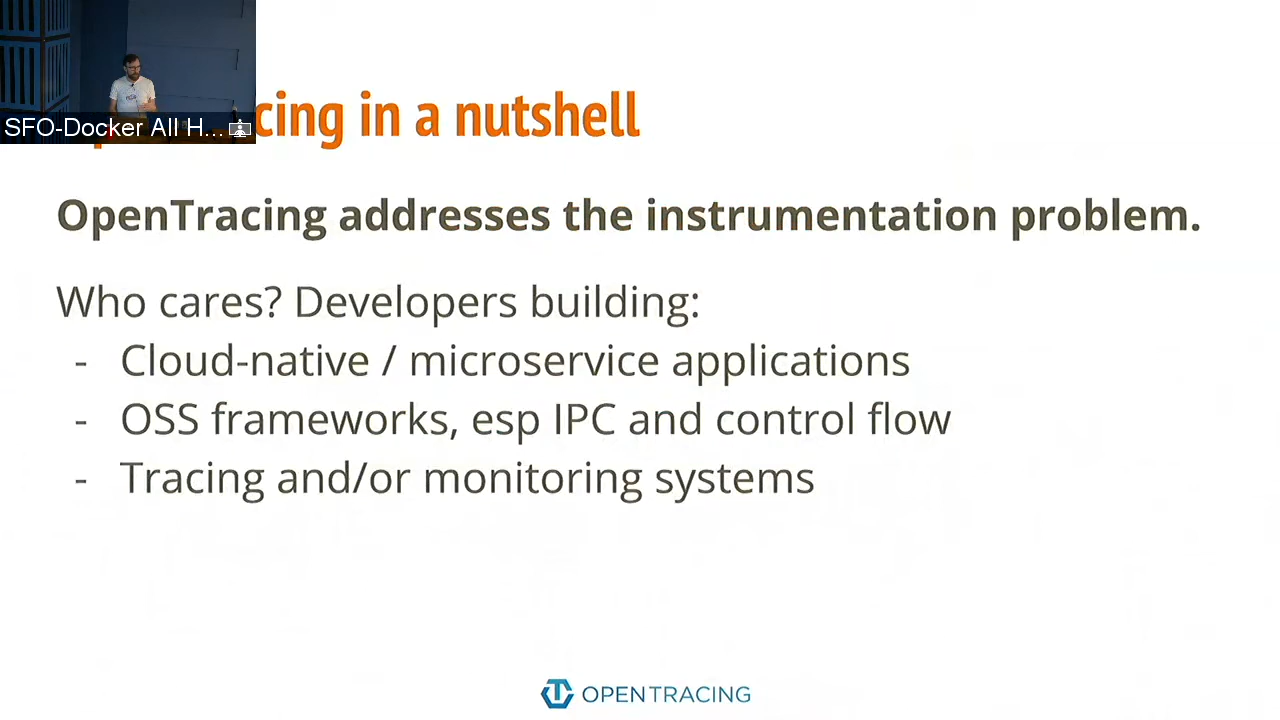 SFO-Docker All H...
cing in a nutshell
OpenTracing addresses the instrumentation problem.
Who cares? Developers building:
- Cloud-native / microservice applications
- OSS frameworks, esp IPC and control flow
- Tracing and/or monitoring systems
OPENTRACING